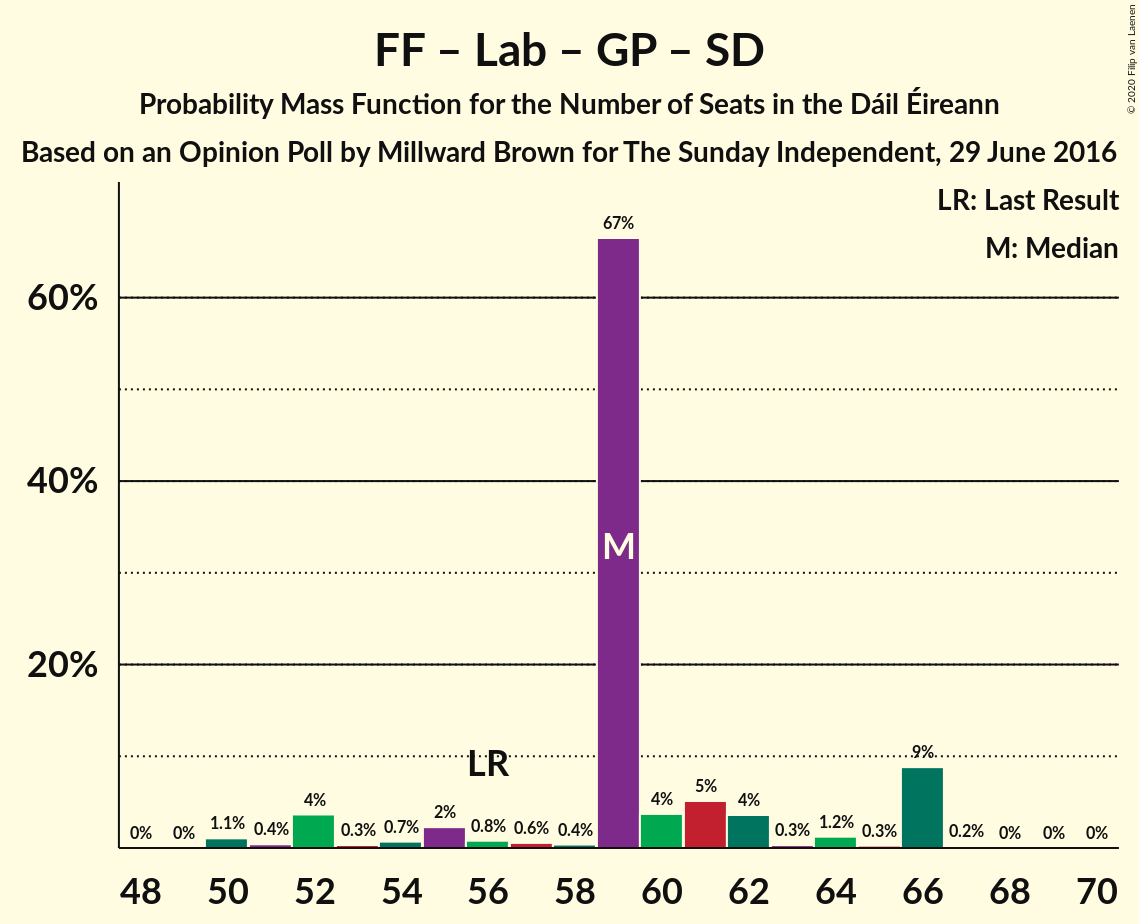 FF – Lab – GP – SD
Probability Mass Function for the Number of Seats in the Dáil Éireann
Based on an Opinion Poll by Millward Brown for The Sunday Independent, 29 June 2016
© 2020 Filip van Laenen
LR: Last Result
M: Median
60%
40%
20%
0% 0% 1.1% 0.4% 4% 0.3% 0.7% 2% 0.8% 0.6% 0.4% 67% 4% 5% 4% 0.3% 1.2% 0.3% 9% 0.2% 0% 0% 0%
LR
M
48 50 52 54 56 58 60 62 64 66 68 70